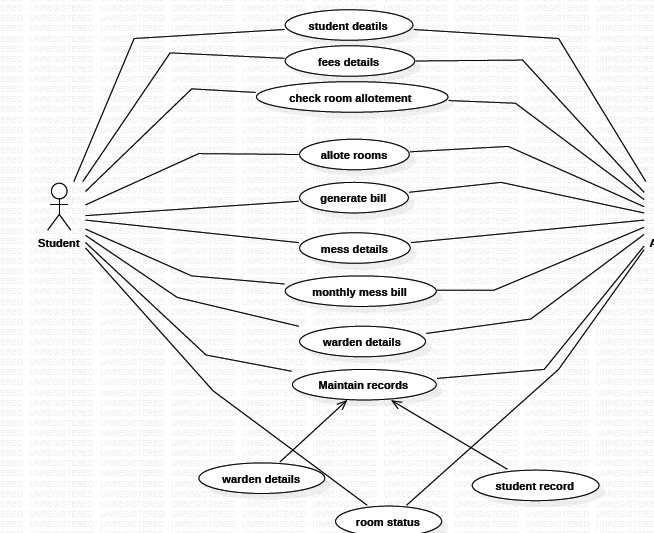 student deatils
fees details
check room allotement
allote rooms
generate bill
Student
mess details
monthly mess bill
warden details
Maintain records
warden details
student record
room status